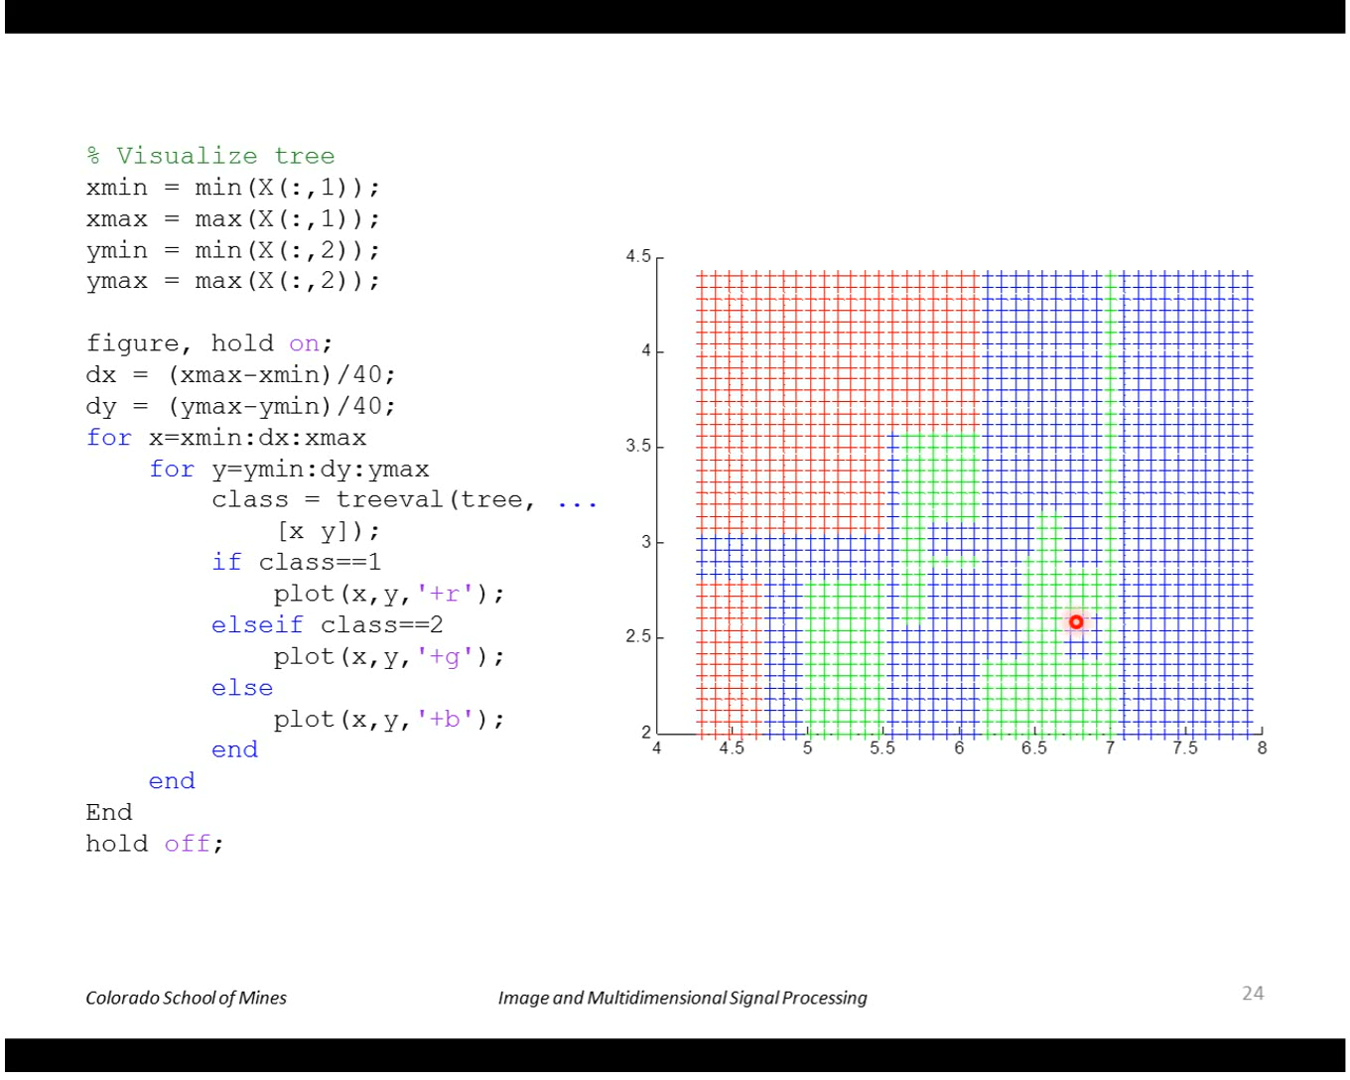 % Visualize tree
xmin = min(X(:,1));
xmax = max(X(:,1));
ymin = min(X(:,2));
ymax = max(X(:,2));
figure, hold on;
dx = (xmax-xmin)/40;
dy = (ymax-ymin)/40;
for x=xmin:dx:xmax
for y=ymin:dy:ymax
class = treeval(tree, ...
[x y]);
if class==1
plot(x,y,'+r');
elseif class==2
plot(x,y,'+g');
else
plot(x,y,'+b');
end
end
End
hold off;
4.5
4
3.5
3
2.5
2
4 4.5 5 5.5 6 6.5 7 7.5 8
Colorado School of Mines
Image and Multidimensional Signal Processing
24